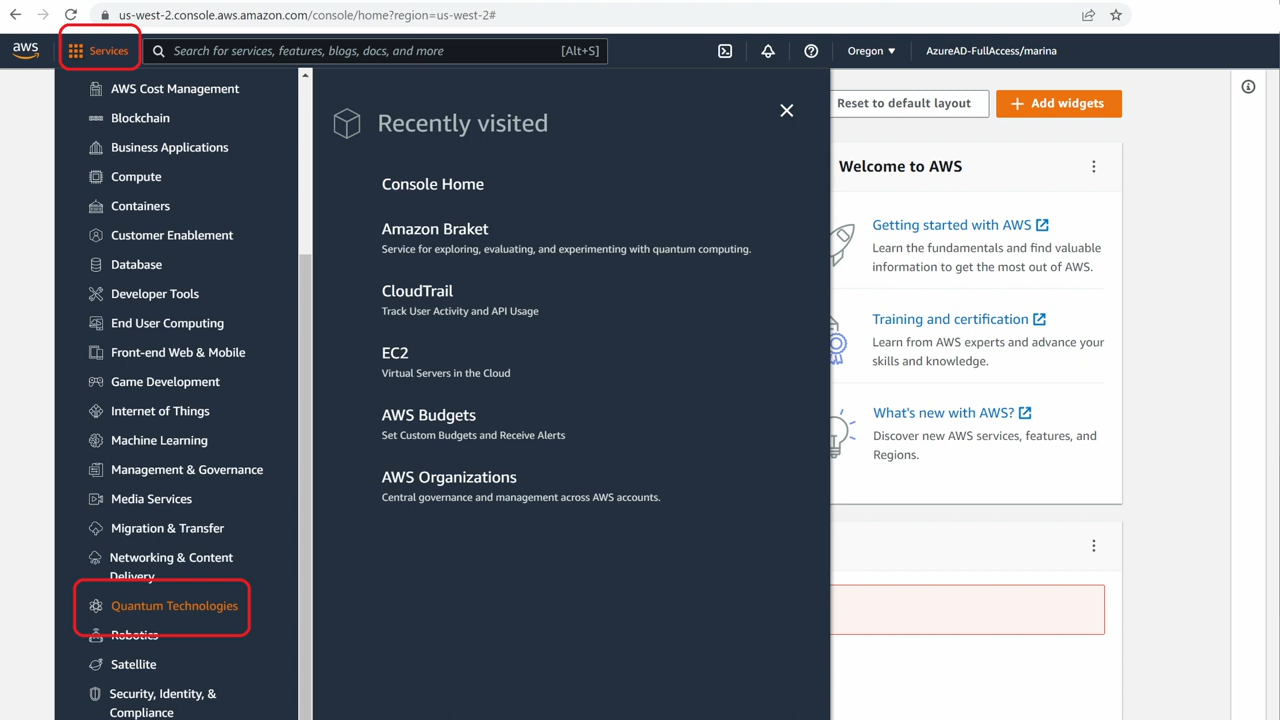 us-west-2.console.aws.amazon.com/console/home?region=us-west-2#
aws
Services
Search for services, features, blogs, docs, and more
[Alt+S]
Oregon
AzureAD-FullAccess/marina
AWS Cost Management
Blockchain
Business Applications
Compute
Containers
Customer Enablement
Database
Developer Tools
End User Computing
Front-end Web & Mobile
Game Development
Internet of Things
Machine Learning
Management & Governance
Media Services
Migration & Transfer
Networking & Content
Delivery
Quantum Technologies
Robotics
Satellite
Security, Identity, &
Compliance
Recently visited
Console Home
Amazon Braket
Service for exploring, evaluating, and experimenting with quantum computing.
CloudTrail
Track User Activity and API Usage
EC2
Virtual Servers in the Cloud
AWS Budgets
Set Custom Budgets and Receive Alerts
AWS Organizations
Central governance and management across AWS accounts.
Reset to default layout
Add widgets
Welcome to AWS
Getting started with AWS
Learn the fundamentals and find valuable
information to get the most out of AWS.
Training and certification
Learn from AWS experts and advance your
skills and knowledge.
What's new with AWS?
Discover new AWS services, features, and
Regions.